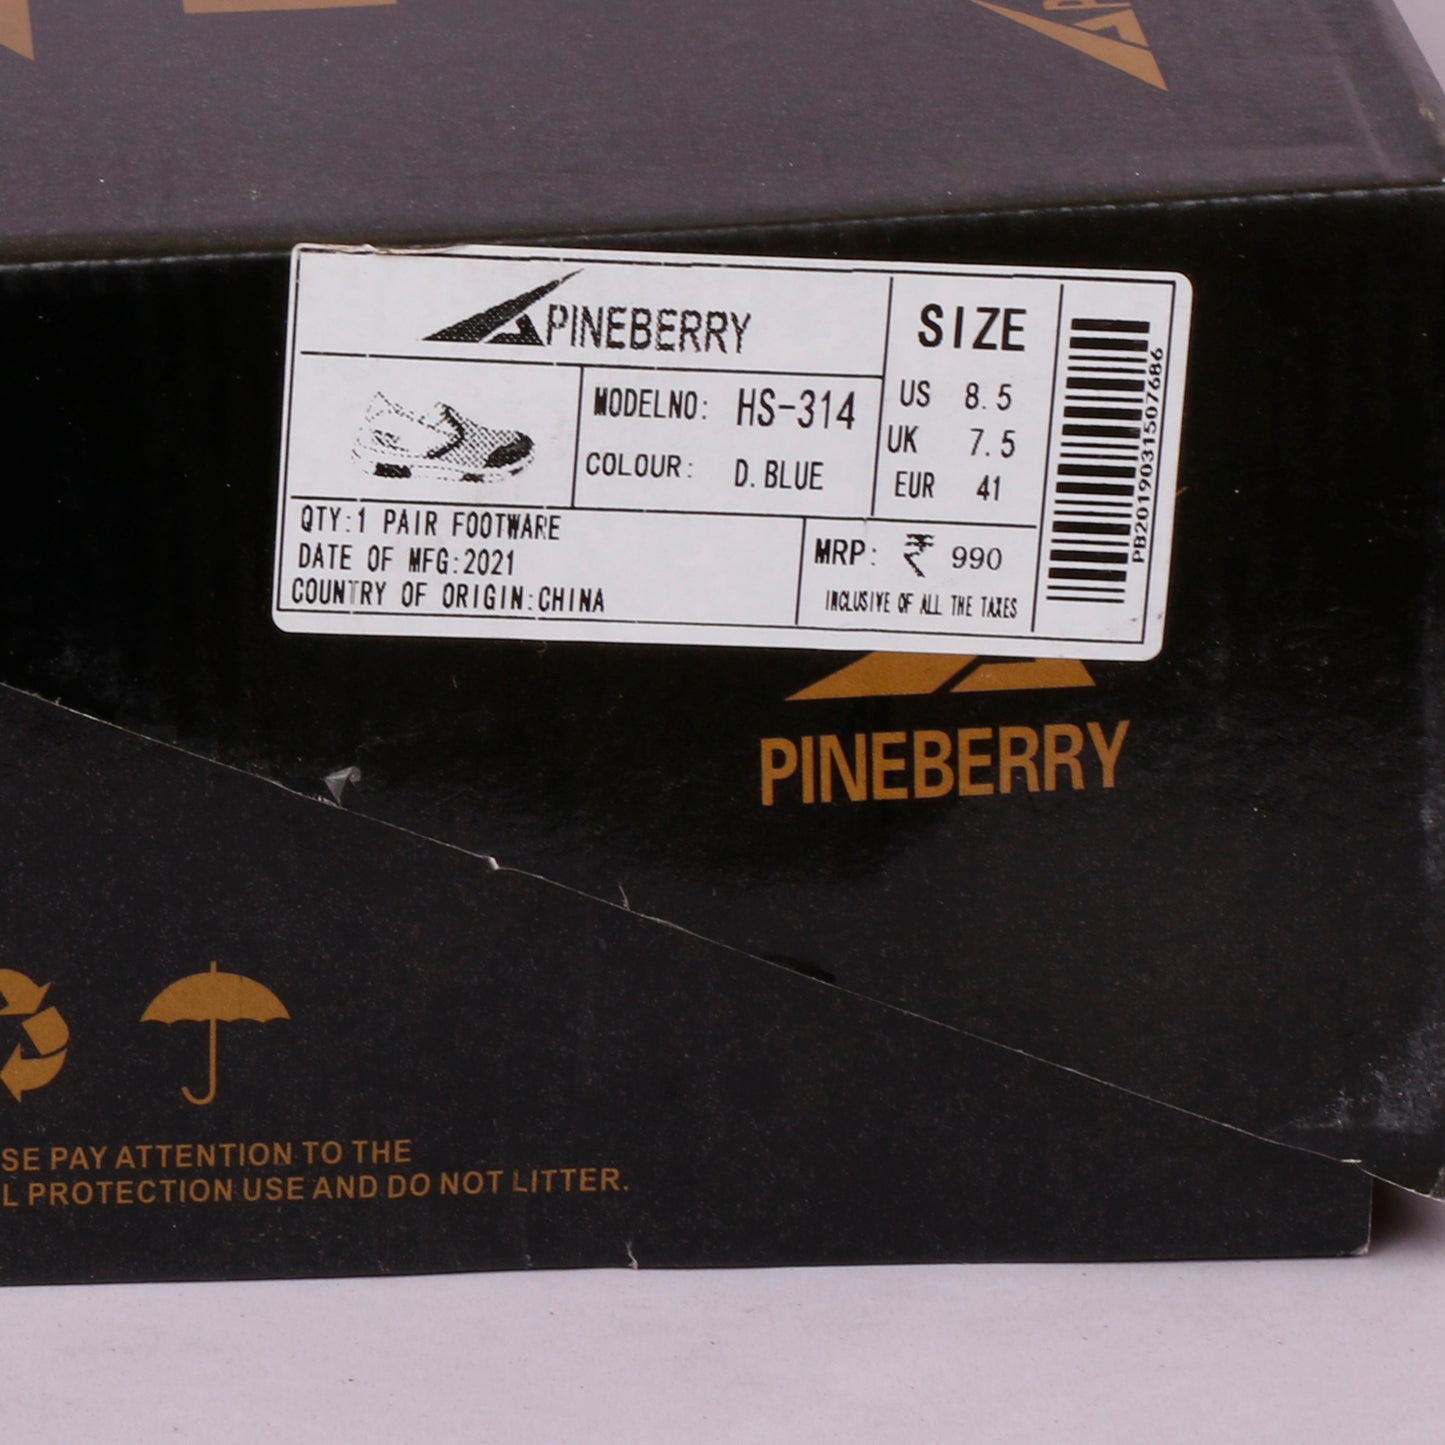 PINEBERRY
MODELNO: HS-314
COLOUR: D. BLUE
SIZE
US 8.5
UK 7.5
EUR 41
QTY:1 PAIR FOOTWARE
DATE OF MFG:2021
COUNTRY OF ORIGIN:CHINA
MRP: ₹ 990
INCLUSIVE OF ALL THE TAXES
PB2019031507686
PINEBERRY
SE PAY ATTENTION TO THE
L PROTECTION USE AND DO NOT LITTER.